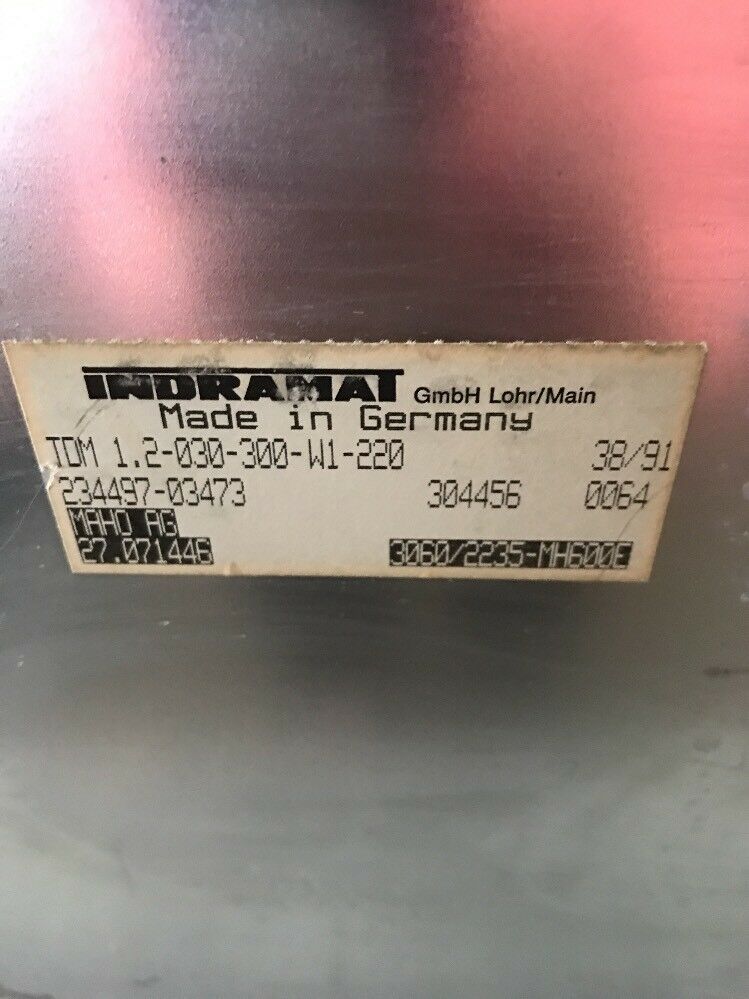 INDRAMAT GmbH Lohr/Main
Made in Germany
TDM 1.2-030-300-W1-220 38/91
234497-03473 304456 0064
MAHO AG
27.071446 3060/2235-MH600E